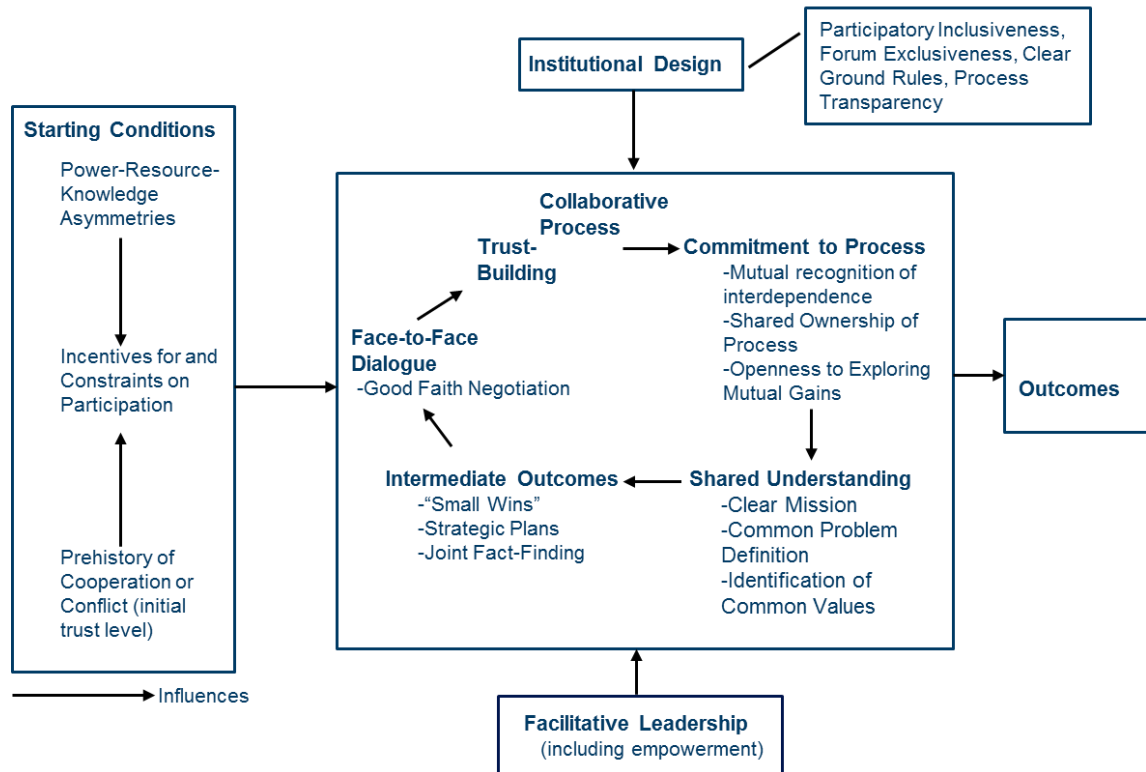 Institutional Design
Participatory Inclusiveness,
Forum Exclusiveness, Clear
Ground Rules, Process
Transparency
Starting Conditions
Power-Resource-
Knowledge
Asymmetries
Incentives for and
Constraints on
Participation
Prehistory of
Cooperation or
Conflict (initial
trust level)
Influences
Collaborative
Process
Trust-
Building
Commitment to Process
-Mutual recognition of
interdependence
-Shared Ownership of
Process
-Openness to Exploring
Mutual Gains
Face-to-Face
Dialogue
-Good Faith Negotiation
Intermediate Outcomes
-“Small Wins”
-Strategic Plans
-Joint Fact-Finding
Shared Understanding
-Clear Mission
-Common Problem
Definition
-Identification of
Common Values
Outcomes
Facilitative Leadership
(including empowerment)